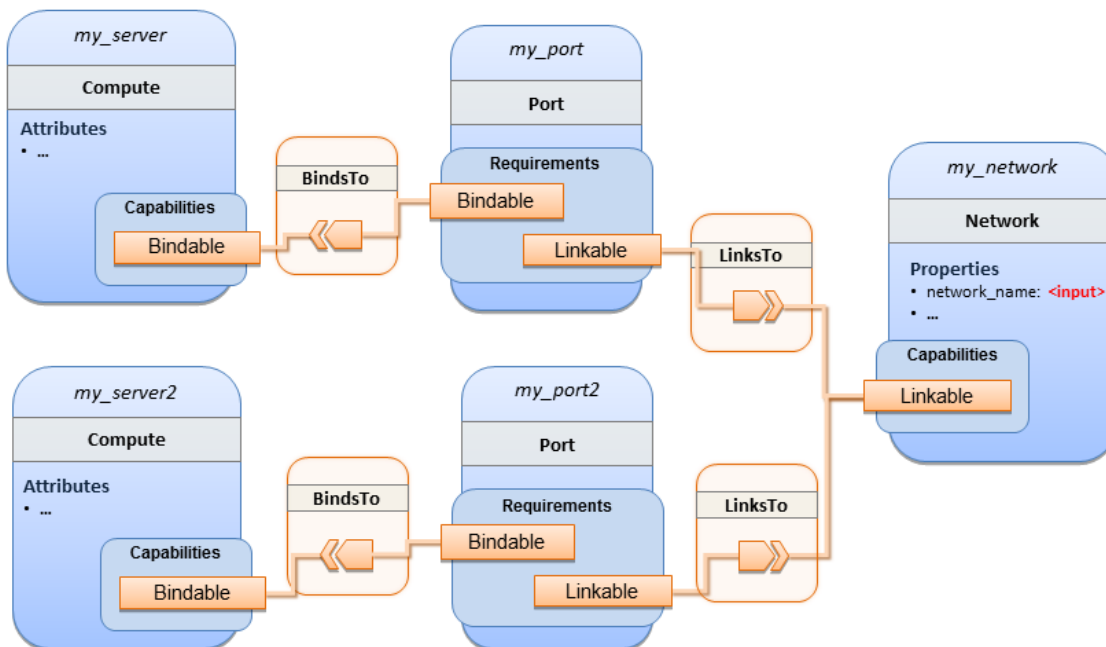 my_server
Compute
Attributes
• ...
Capabilities
Bindable
BindsTo
my_port
Port
Requirements
Bindable
Linkable
LinksTo
my_network
Network
Properties
• network_name: <input>
• ...
Capabilities
Linkable
my_server2
Compute
Attributes
• ...
Capabilities
Bindable
BindsTo
my_port2
Port
Requirements
Bindable
Linkable
LinksTo